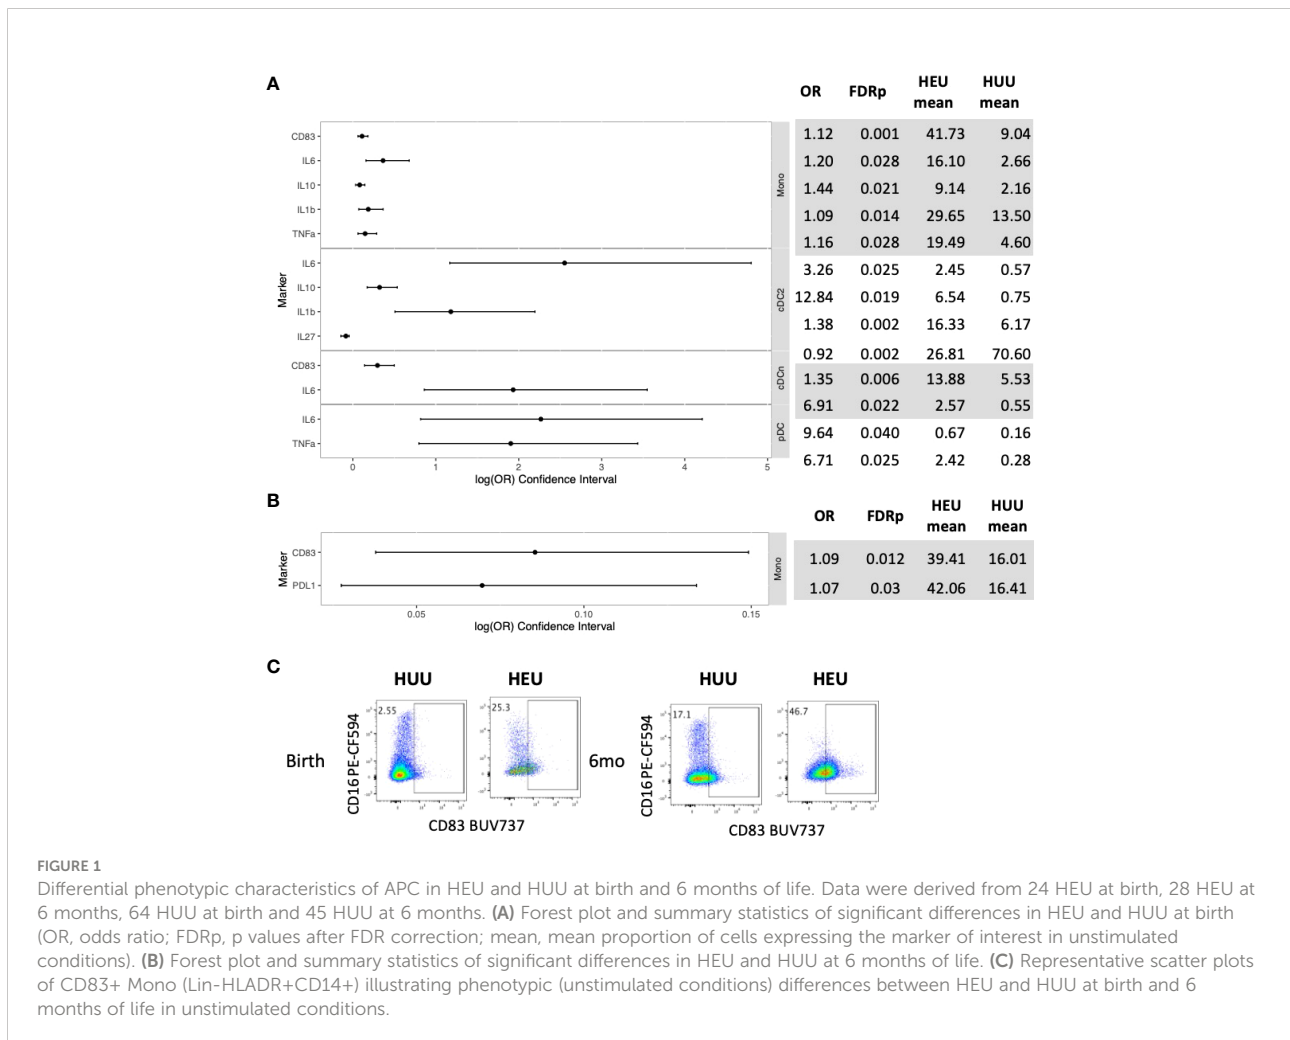 A
OR FDRp HEU mean HUU mean
CD83 1.12 0.001 41.73 9.04
IL6 1.20 0.028 16.10 2.66
IL10 1.44 0.021 9.14 2.16
IL1b 1.09 0.014 29.65 13.50
TNFa 1.16 0.028 19.49 4.60
Mono
IL6 3.26 0.025 2.45 0.57
IL10 12.84 0.019 6.54 0.75
IL1b 1.38 0.002 16.33 6.17
IL27 0.92 0.002 26.81 70.60
cDC2
CD83 1.35 0.006 13.88 5.53
IL6 6.91 0.022 2.57 0.55
cDCn
IL6 9.64 0.040 0.67 0.16
TNFa 6.71 0.025 2.42 0.28
pDC
Marker
0 1 2 3 4 5
log(OR) Confidence Interval
B
OR FDRp HEU mean HUU mean
CD83 1.09 0.012 39.41 16.01
PDL1 1.07 0.03 42.06 16.41
Mono
Marker
0.05 0.10 0.15
log(OR) Confidence Interval
C
HUU HEU HUU HEU
2.55 25.3 17.1 46.7
Birth
CD16 PE-CF594
6mo
CD16 PE-CF594
CD83 BUV737
CD83 BUV737
FIGURE 1
Differential phenotypic characteristics of APC in HEU and HUU at birth and 6 months of life. Data were derived from 24 HEU at birth, 28 HEU at
6 months, 64 HUU at birth and 45 HUU at 6 months. (A) Forest plot and summary statistics of significant differences in HEU and HUU at birth
(OR, odds ratio; FDRp, p values after FDR correction; mean, mean proportion of cells expressing the marker of interest in unstimulated
conditions). (B) Forest plot and summary statistics of significant differences in HEU and HUU at 6 months of life. (C) Representative scatter plots
of CD83+ Mono (Lin-HLADR+CD14+) illustrating phenotypic (unstimulated conditions) differences between HEU and HUU at birth and 6
months of life in unstimulated conditions.